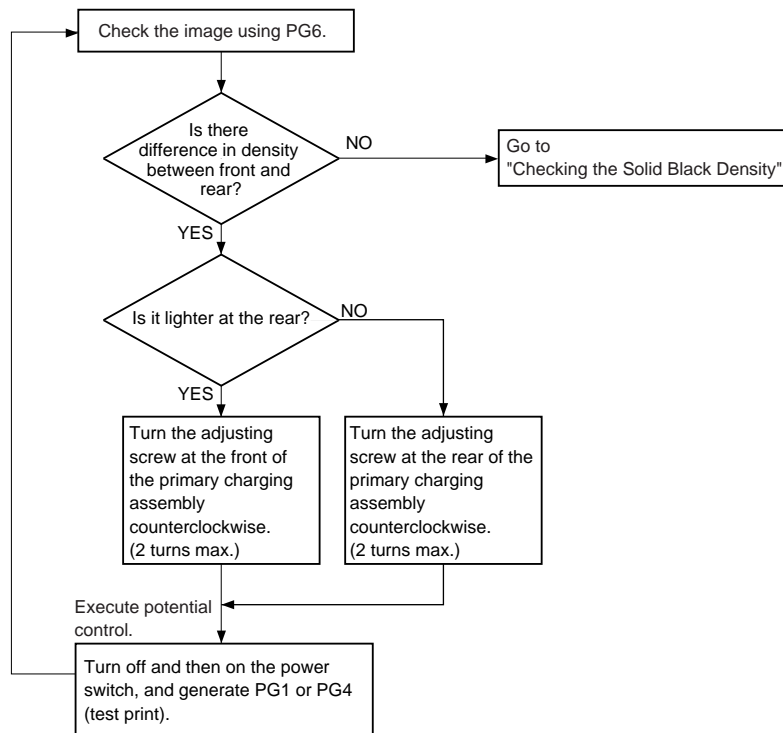 Check the image using PG6.
Is there
difference in density
between front and
rear?
NO
Go to
"Checking the Solid Black Density"
YES
Is it lighter at the rear?
NO
YES
Turn the adjusting
screw at the front of
the primary charging
assembly
counterclockwise.
(2 turns max.)
Turn the adjusting
screw at the rear of the
primary charging
assembly
counterclockwise.
(2 turns max.)
Execute potential
control.
Turn off and then on the power
switch, and generate PG1 or PG4
(test print).